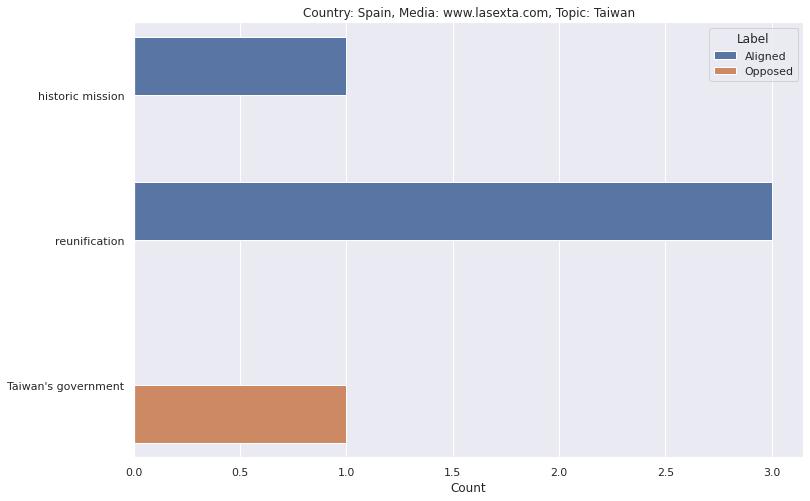 Country: Spain, Media: www.lasexta.com, Topic: Taiwan
Label
Aligned
Opposed
historic mission
reunification
Taiwan's government
0.0 0.5 1.0 1.5 2.0 2.5 3.0
Count